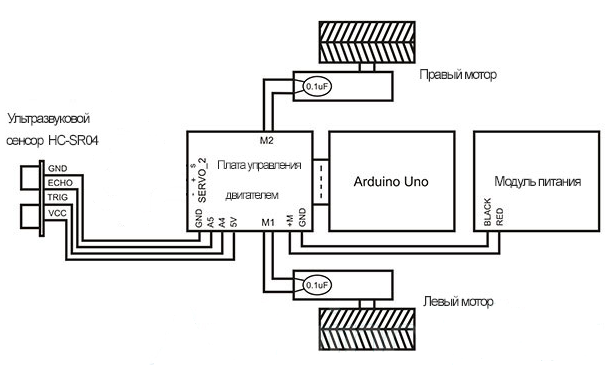 Правый мотор
0.1uF
Ультразвуковой
сенсор HC-SR04
GND
ECHO
TRIG
VCC
M2
- + s
SERVO_2
Плата управления
двигателем
GND
A5
A4
5V
M1
+M
GND
Arduino Uno
Модуль питания
BLACK
RED
0.1uF
Левый мотор